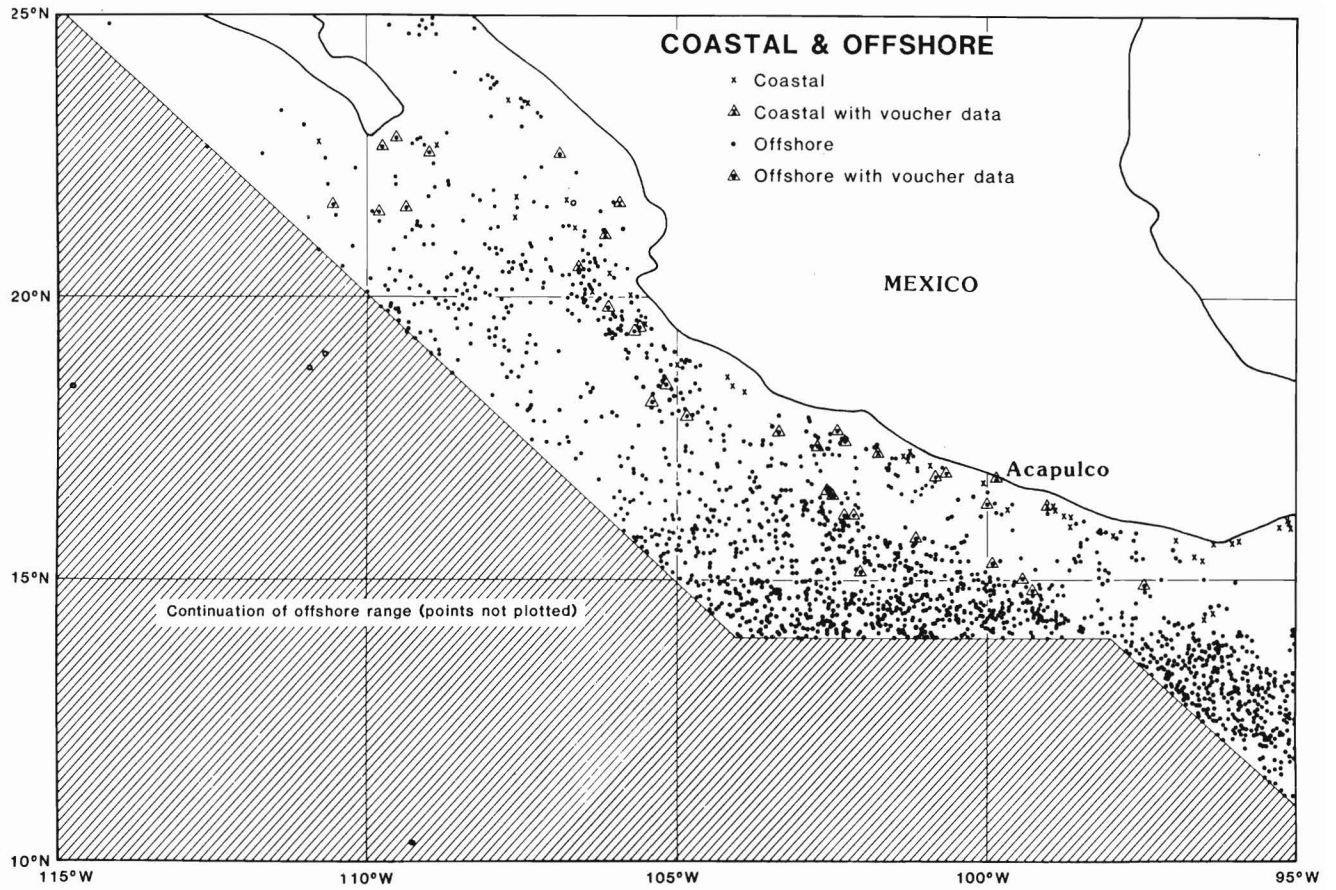 25°N
COASTAL & OFFSHORE
x Coastal
Coastal with voucher data
Offshore
Offshore with voucher data
MEXICO
20°N
Acapulco
15°N
Continuation of offshore range (points not plotted)
10°N
115°W 110°W 105°W 100°W 95°W